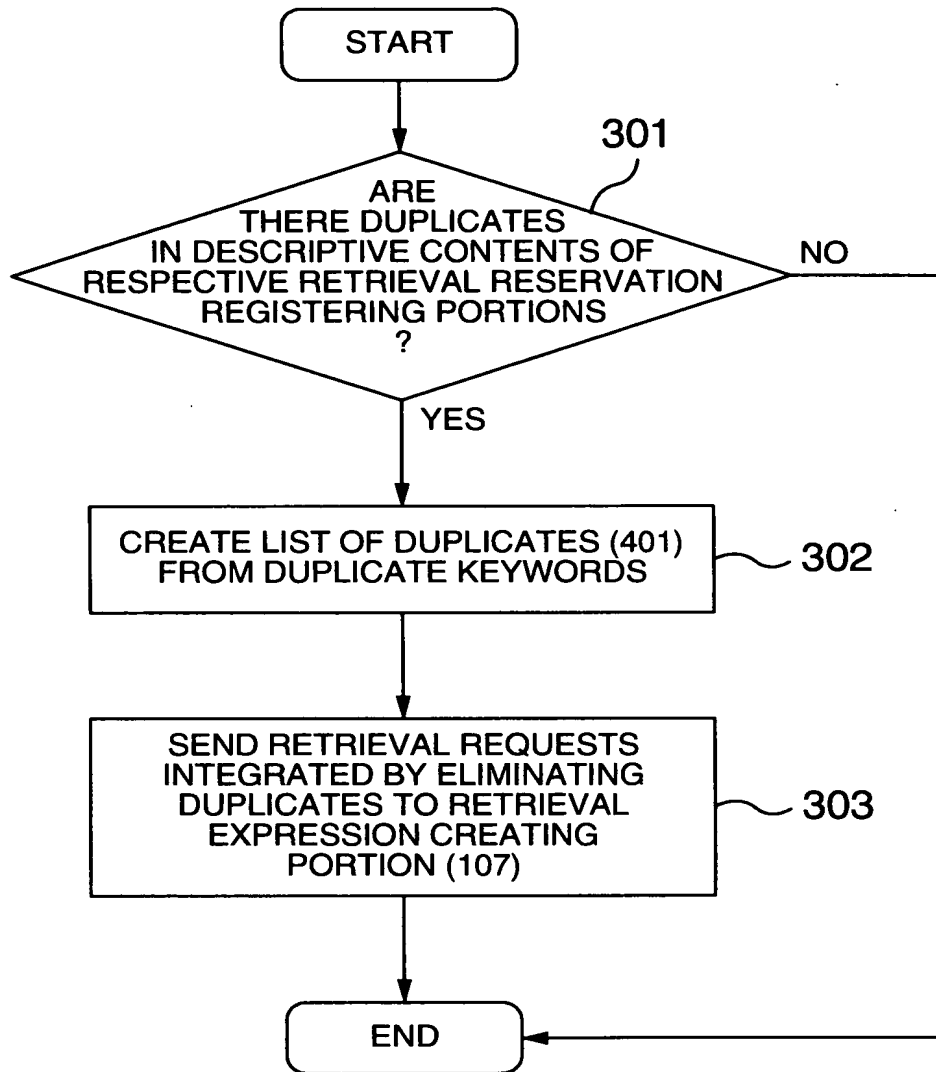 START
301
ARE
THERE DUPLICATES
IN DESCRIPTIVE CONTENTS OF
RESPECTIVE RETRIEVAL RESERVATION
REGISTERING PORTIONS
?
NO
YES
CREATE LIST OF DUPLICATES (401)
FROM DUPLICATE KEYWORDS
302
SEND RETRIEVAL REQUESTS
INTEGRATED BY ELIMINATING
DUPLICATES TO RETRIEVAL
EXPRESSION CREATING
PORTION (107)
303
END